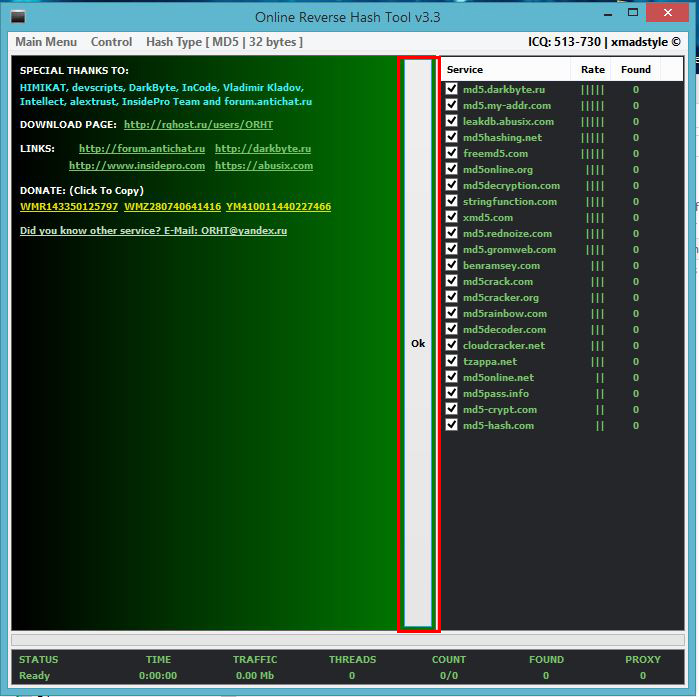 Online Reverse Hash Tool v3.3
Main Menu Control Hash Type [ MD5 | 32 bytes ] ICQ: 513-730 | xmadstyle ©
SPECIAL THANKS TO:
HIMIKAT, devscripts, DarkByte, InCode, Vladimir Kladov,
Intellect, alextrust, InsidePro Team and forum.antichat.ru
DOWNLOAD PAGE: http://rghost.ru/users/ORHT
LINKS: http://forum.antichat.ru http://darkbyte.ru
http://www.insidepro.com https://abusix.com
DONATE: (Click To Copy)
WMR143350125797 WMZ280740641416 YM410011440227466
Did you know other service? E-Mail: ORHT@yandex.ru
Ok
Service Rate Found
md5.darkbyte.ru ||||| 0
md5.my-addr.com ||||| 0
leakdb.abusix.com ||||| 0
md5hashing.net ||||| 0
freemd5.com ||||| 0
md5online.org |||| 0
md5decryption.com |||| 0
stringfunction.com |||| 0
xmd5.com |||| 0
md5.rednoize.com |||| 0
md5.gromweb.com |||| 0
benramsey.com ||| 0
md5crack.com ||| 0
md5cracker.org ||| 0
md5rainbow.com ||| 0
md5decoder.com ||| 0
cloudcracker.net ||| 0
tzappa.net ||| 0
md5online.net || 0
md5pass.info || 0
md5-crypt.com || 0
md5-hash.com || 0
STATUS TIME TRAFFIC THREADS COUNT FOUND PROXY
Ready 0:00:00 0.00 Mb 0 0/0 0 0